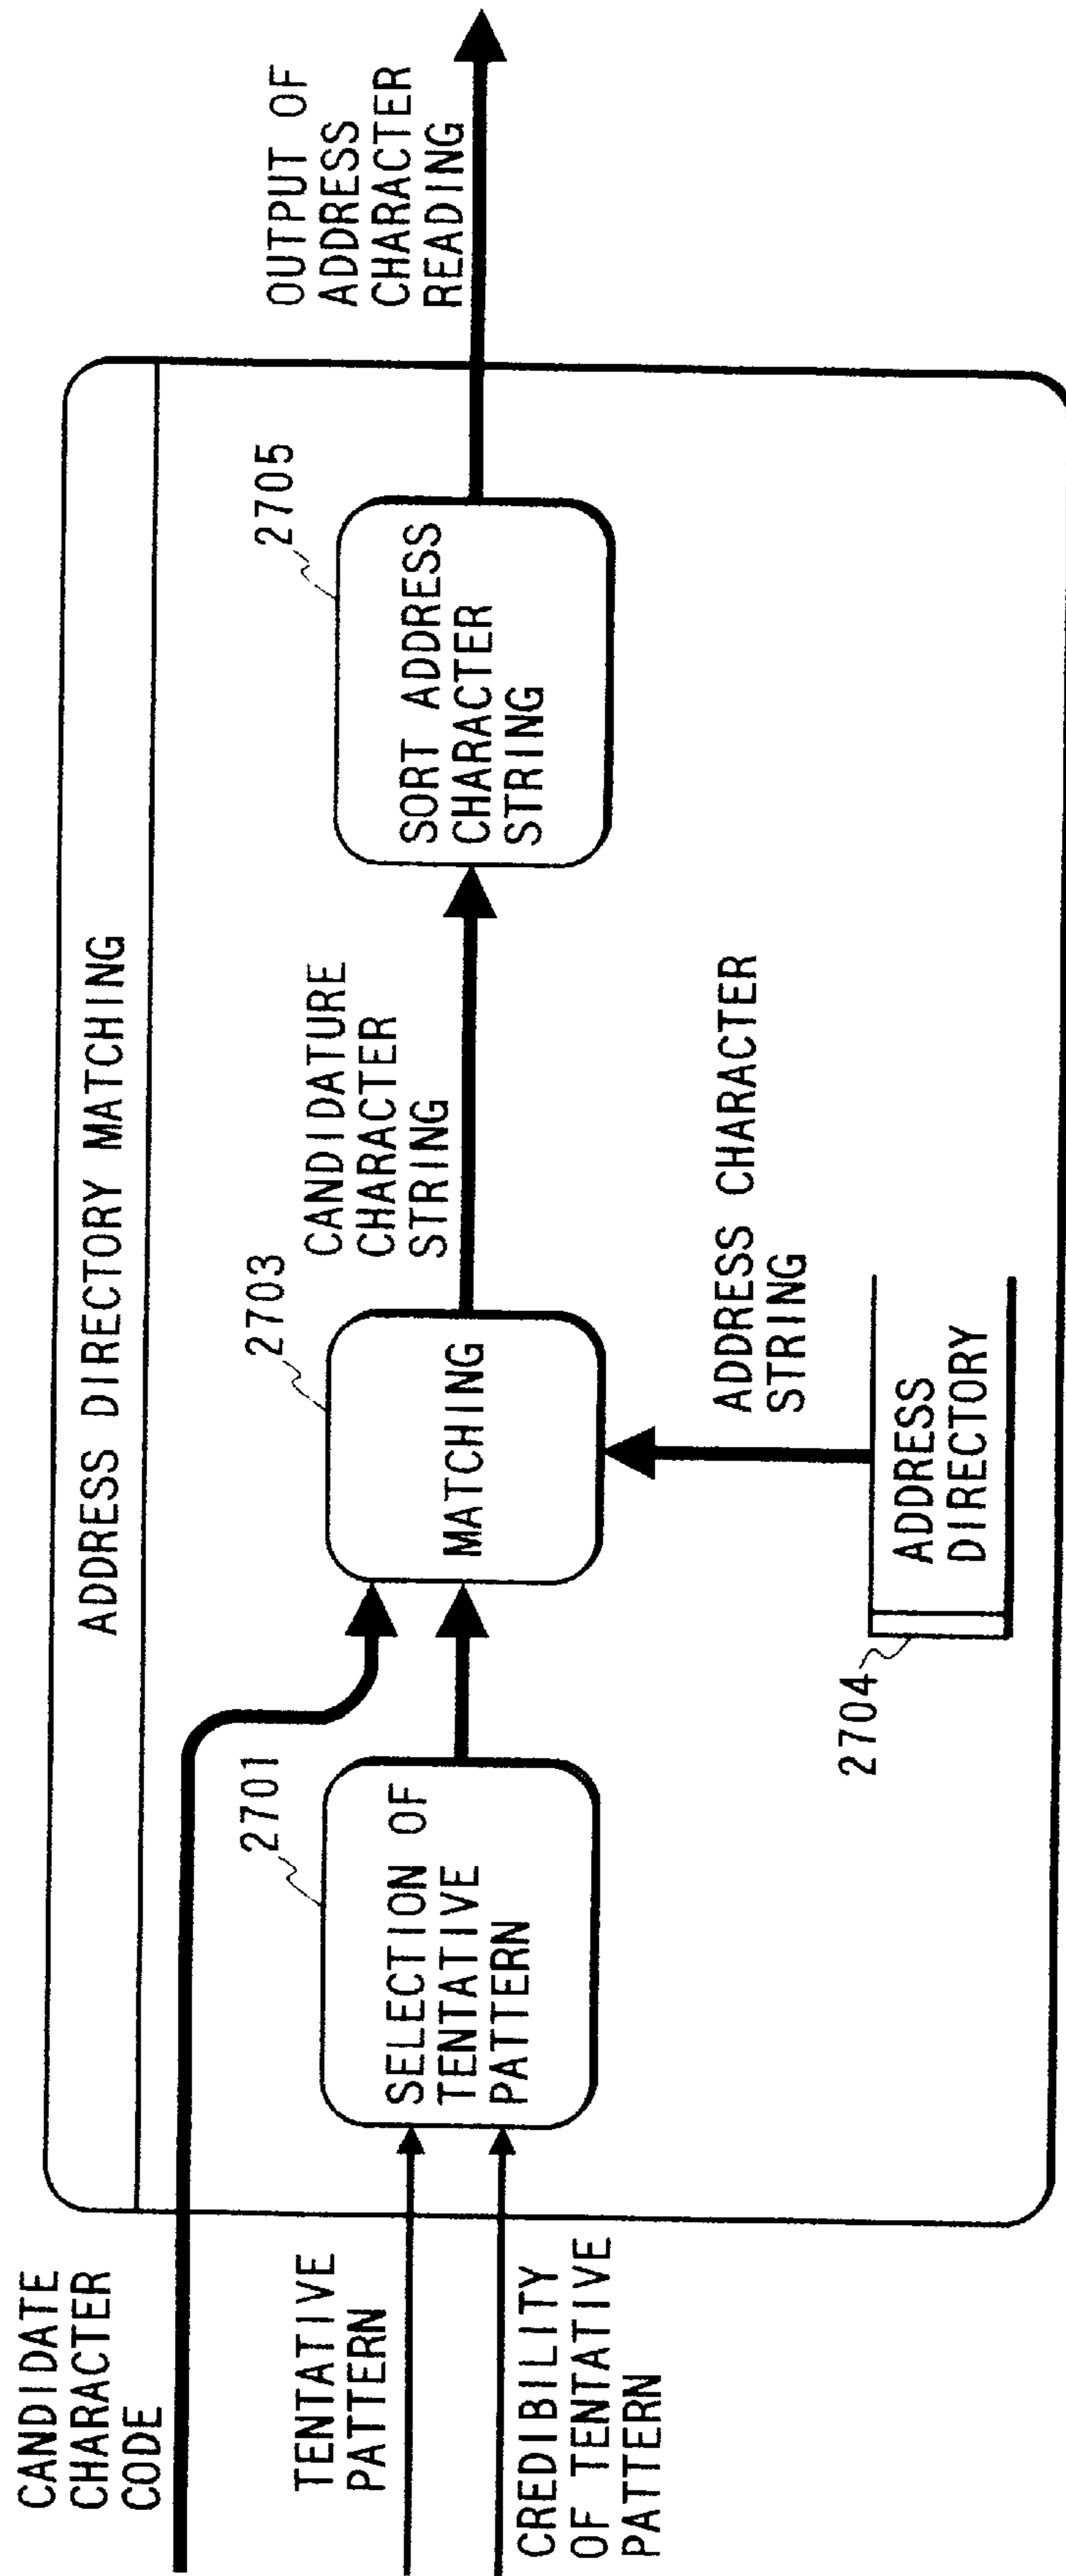 ADDRESS DIRECTORY MATCHING
CANDIDATE
CHARACTER
CODE
TENTATIVE
PATTERN
CREDIBILITY
OF TENTATIVE
PATTERN
2701
SELECTION OF
TENTATIVE
PATTERN
2703
MATCHING
CANDIDATURE
CHARACTER
STRING
2704
ADDRESS
DIRECTORY
ADDRESS CHARACTER
STRING
2705
SORT ADDRESS
CHARACTER
STRING
OUTPUT OF
ADDRESS
CHARACTER
READING